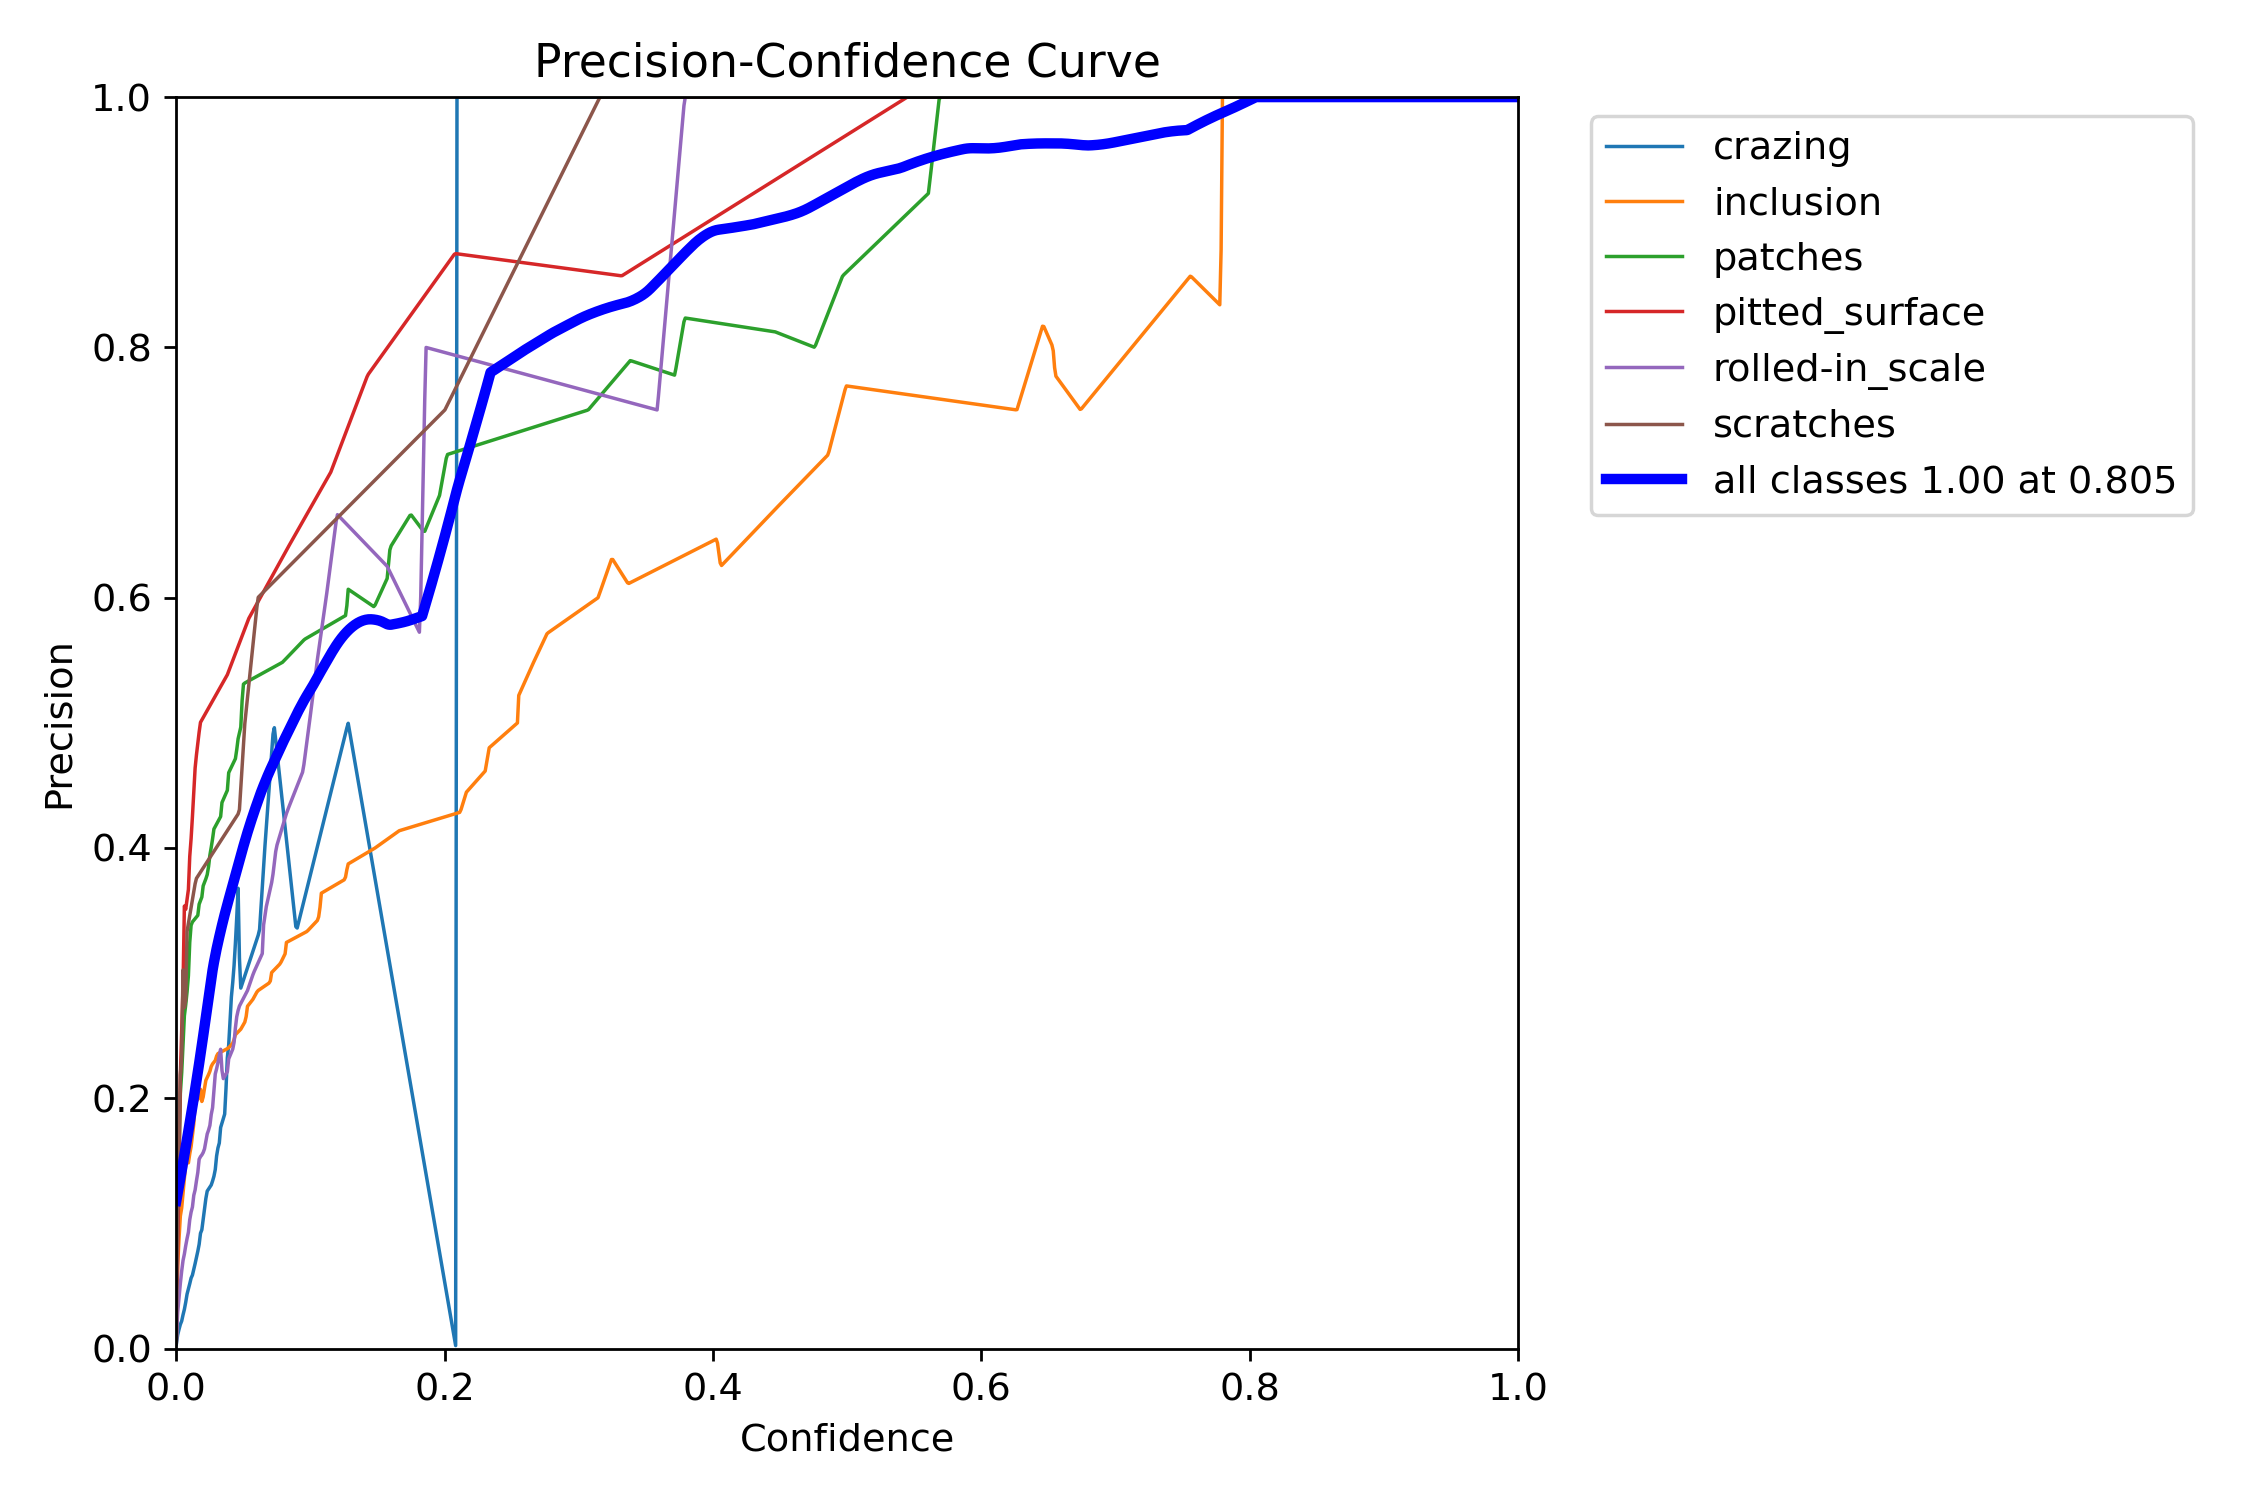 Precision-Confidence Curve
1.0
0.8
0.6
0.4
0.2
0.0
Precision
0.0 0.2 0.4 0.6 0.8 1.0
Confidence
crazing
inclusion
patches
pitted_surface
rolled-in_scale
scratches
all classes 1.00 at 0.805